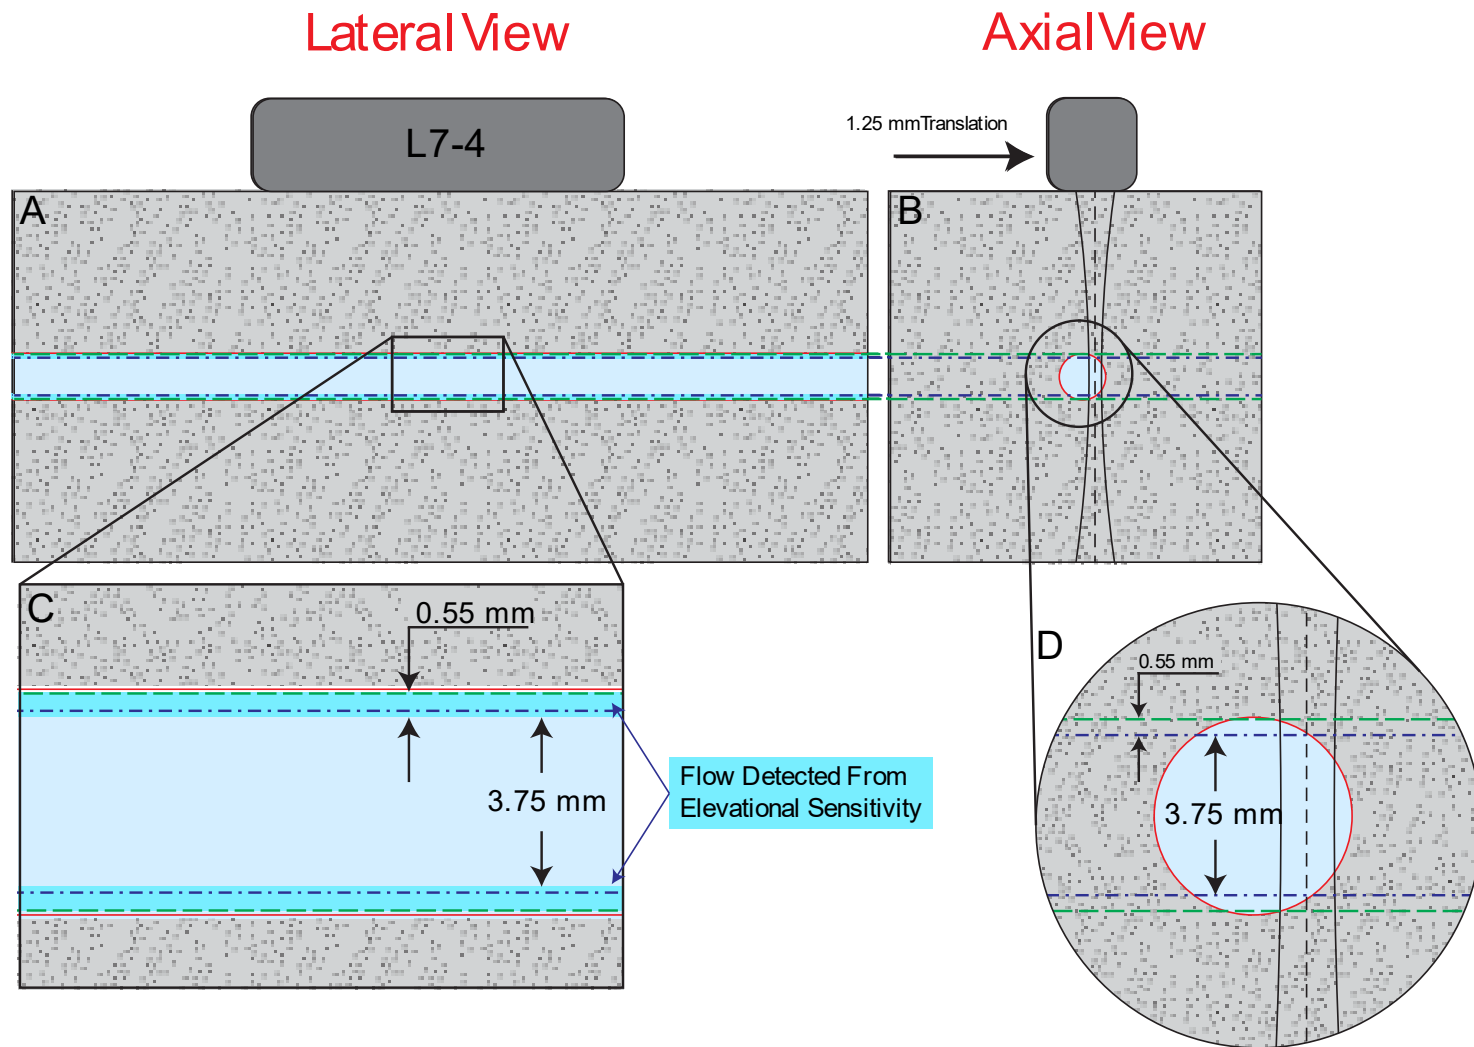 Lateral View
Axial View
L7-4
1.25 mmTranslation
A
B
C
0.55 mm
3.75 mm
Flow Detected From
Elevational Sensitivity
D
0.55 mm
3.75 mm